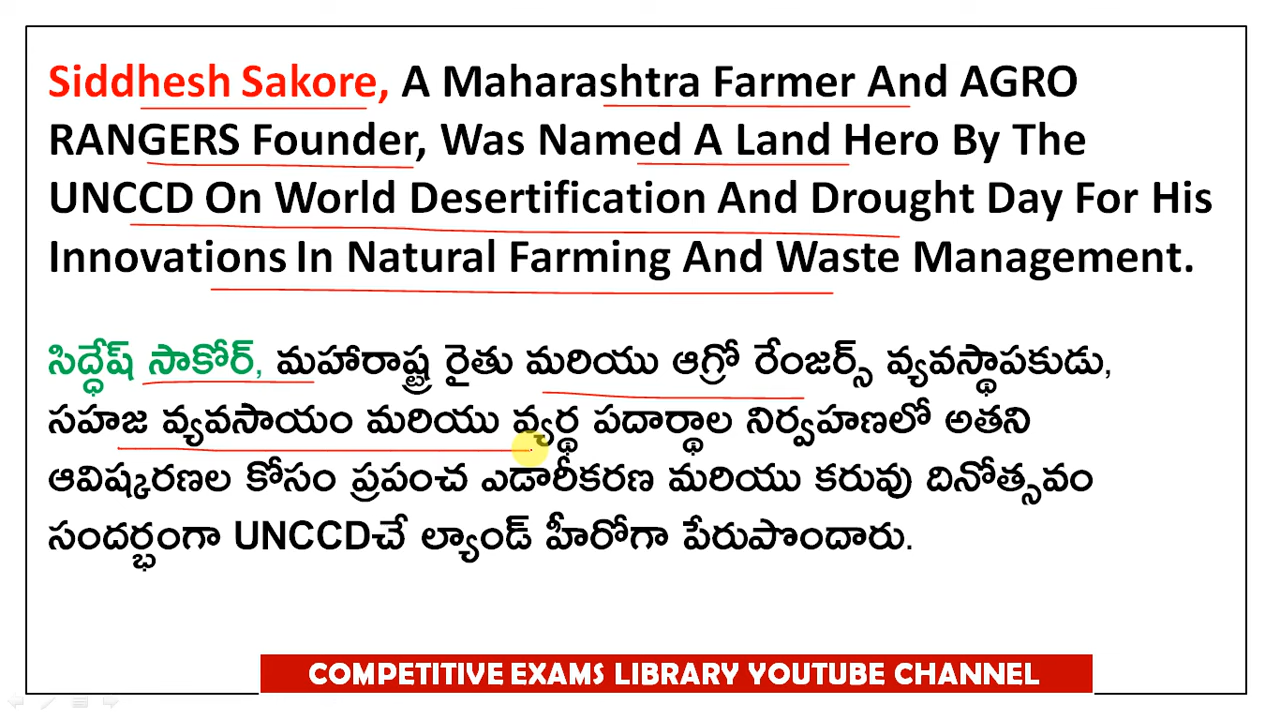 Siddhesh Sakore, A Maharashtra Farmer And AGRO
RANGERS Founder, Was Named A Land Hero By The
UNCCD On World Desertification And Drought Day For His
Innovations In Natural Farming And Waste Management.
సిద్ధేష్ సాకోర్, మహారాష్ట్ర రైతు మరియు ఆగ్రో రేంజర్స్ వ్యవస్థాపకుడు,
సహజ వ్యవసాయం మరియు వ్యర్థ పదార్థాల నిర్వహణలో అతని
ఆవిష్కరణల కోసం ప్రపంచ ఎడారీకరణ మరియు కరువు దినోత్సవం
సందర్భంగా UNCCDచే ల్యాండ్ హీరోగా పేరుపొందారు.
COMPETITIVE EXAMS LIBRARY YOUTUBE CHANNEL